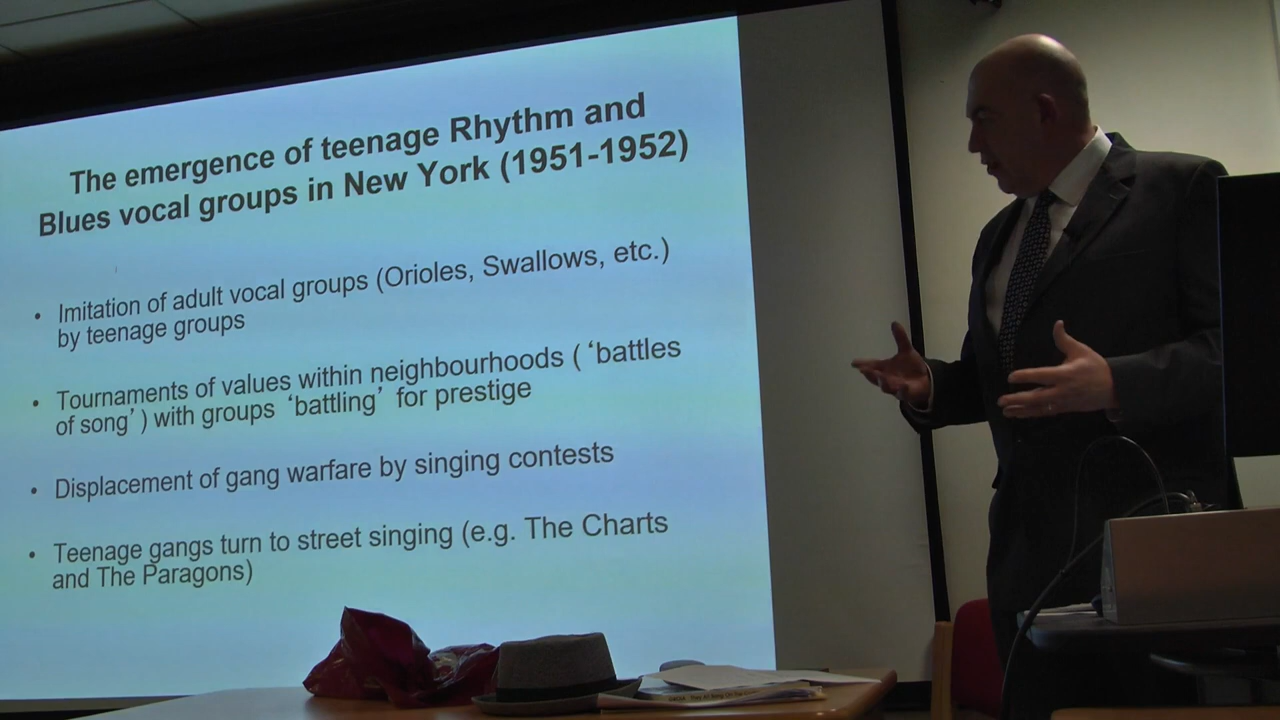 The emergence of teenage Rhythm and
Blues vocal groups in New York (1951-1952)
• Imitation of adult vocal groups (Orioles, Swallows, etc.)
by teenage groups
• Tournaments of values within neighbourhoods ( ‘battles
of song’ ) with groups ‘battling’ for prestige
• Displacement of gang warfare by singing contests
• Teenage gangs turn to street singing (e.g. The Charts
and The Paragons)